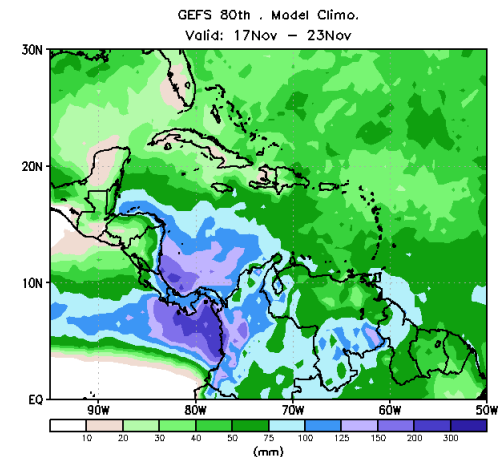 GEFS 80th . Model Climo.
Valid: 17Nov - 23Nov
30N
20N
10N
EQ
90W 80W 70W 60W 50W
10 20 30 40 50 75 100 125 150 200 300
(mm)